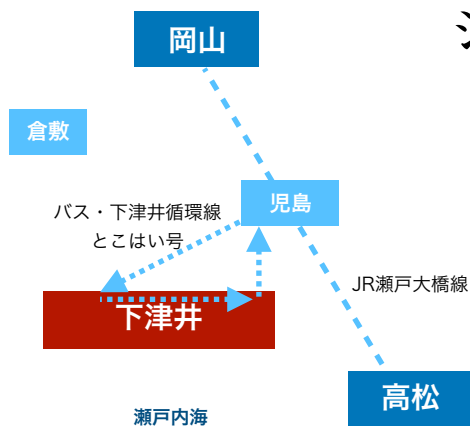 岡山
倉敷
児島
バス・下津井循環線
とこはい号
JR瀬戸大橋線
下津井
高松
瀬戸内海